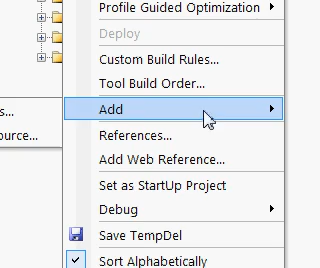 Profile Guided Optimization
Deploy
Custom Build Rules...
Tool Build Order...
Add
References...
Add Web Reference...
Set as StartUp Project
Debug
Save TempDel
Sort Alphabetically